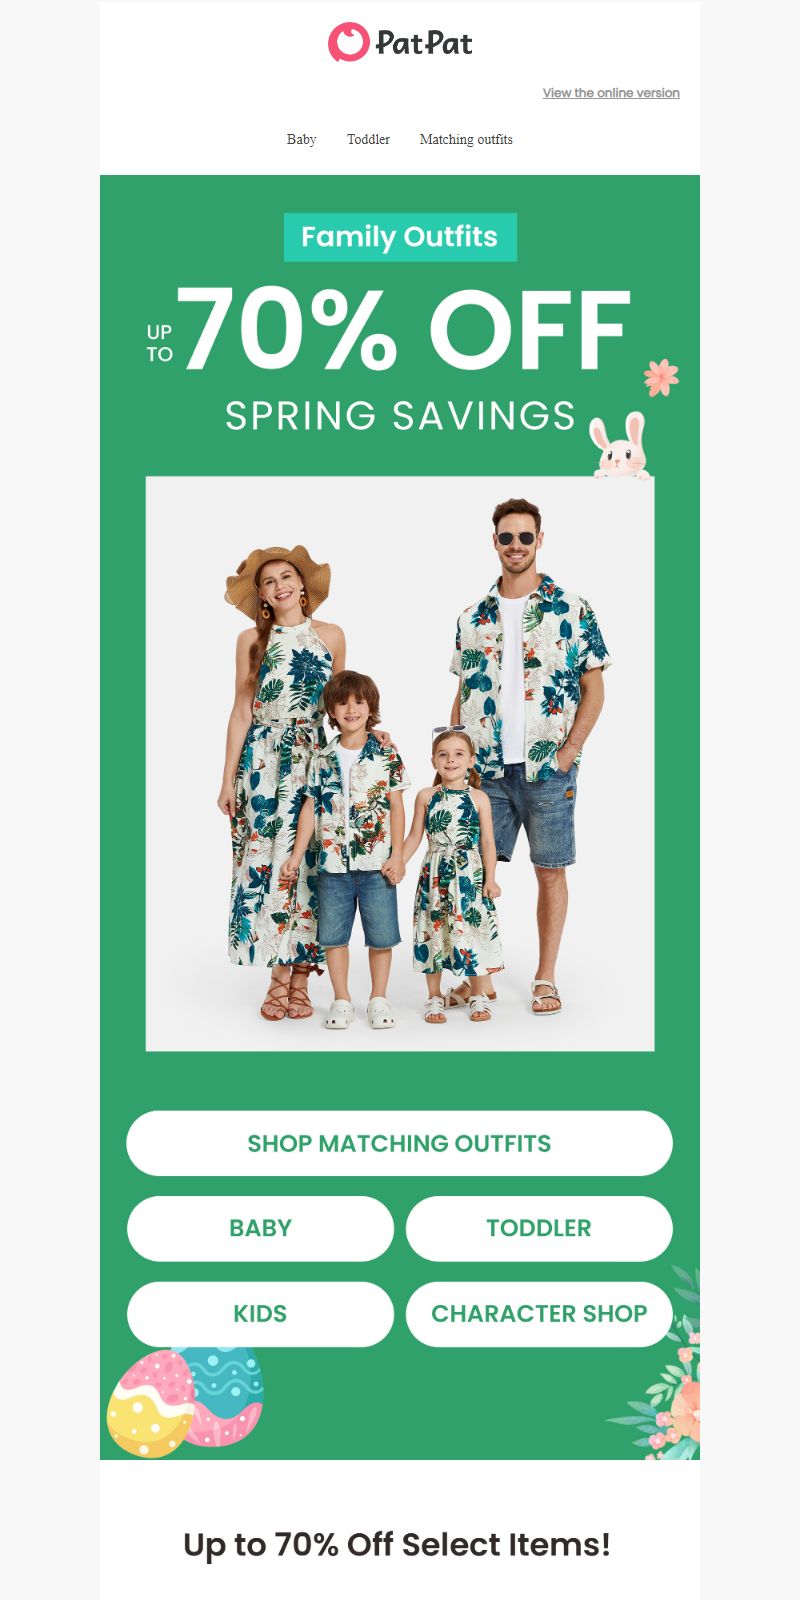 PatPat
View the online version
Baby Toddler Matching outfits
Family Outfits
UP TO 70% OFF
SPRING SAVINGS
SHOP MATCHING OUTFITS
BABY TODDLER
KIDS CHARACTER SHOP
Up to 70% Off Select Items!